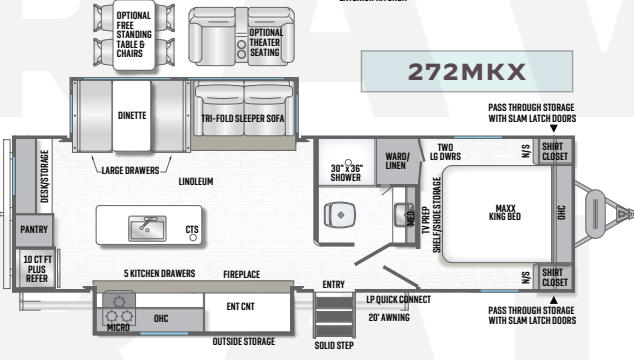 EXTERIOR KITCHEN
OPTIONAL
FREE
STANDING
TABLE &
CHAIRS
OPTIONAL
THEATER
SEATING
272MKX
PASS THROUGH STORAGE
WITH SLAM LATCH DOORS
DINETTE
TRI-FOLD SLEEPER SOFA
LARGE DRAWERS
LINOLEUM
DESK/STORAGE
PANTRY
10 CT FT
PLUS
REFER
CTS
30" x 36"
SHOWER
WARD/
LINEN
TWO
LG DWRS
N/S
SHIRT
CLOSET
MED
TV PREP
SHELF/SHOE STORAGE
MAXX
KING BED
OHC
N/S
SHIRT
CLOSET
5 KITCHEN DRAWERS
FIREPLACE
ENTRY
LP QUICK CONNECT
MICRO
OHC
ENT CNT
20' AWNING
OUTSIDE STORAGE
SOLID STEP
PASS THROUGH STORAGE
WITH SLAM LATCH DOORS